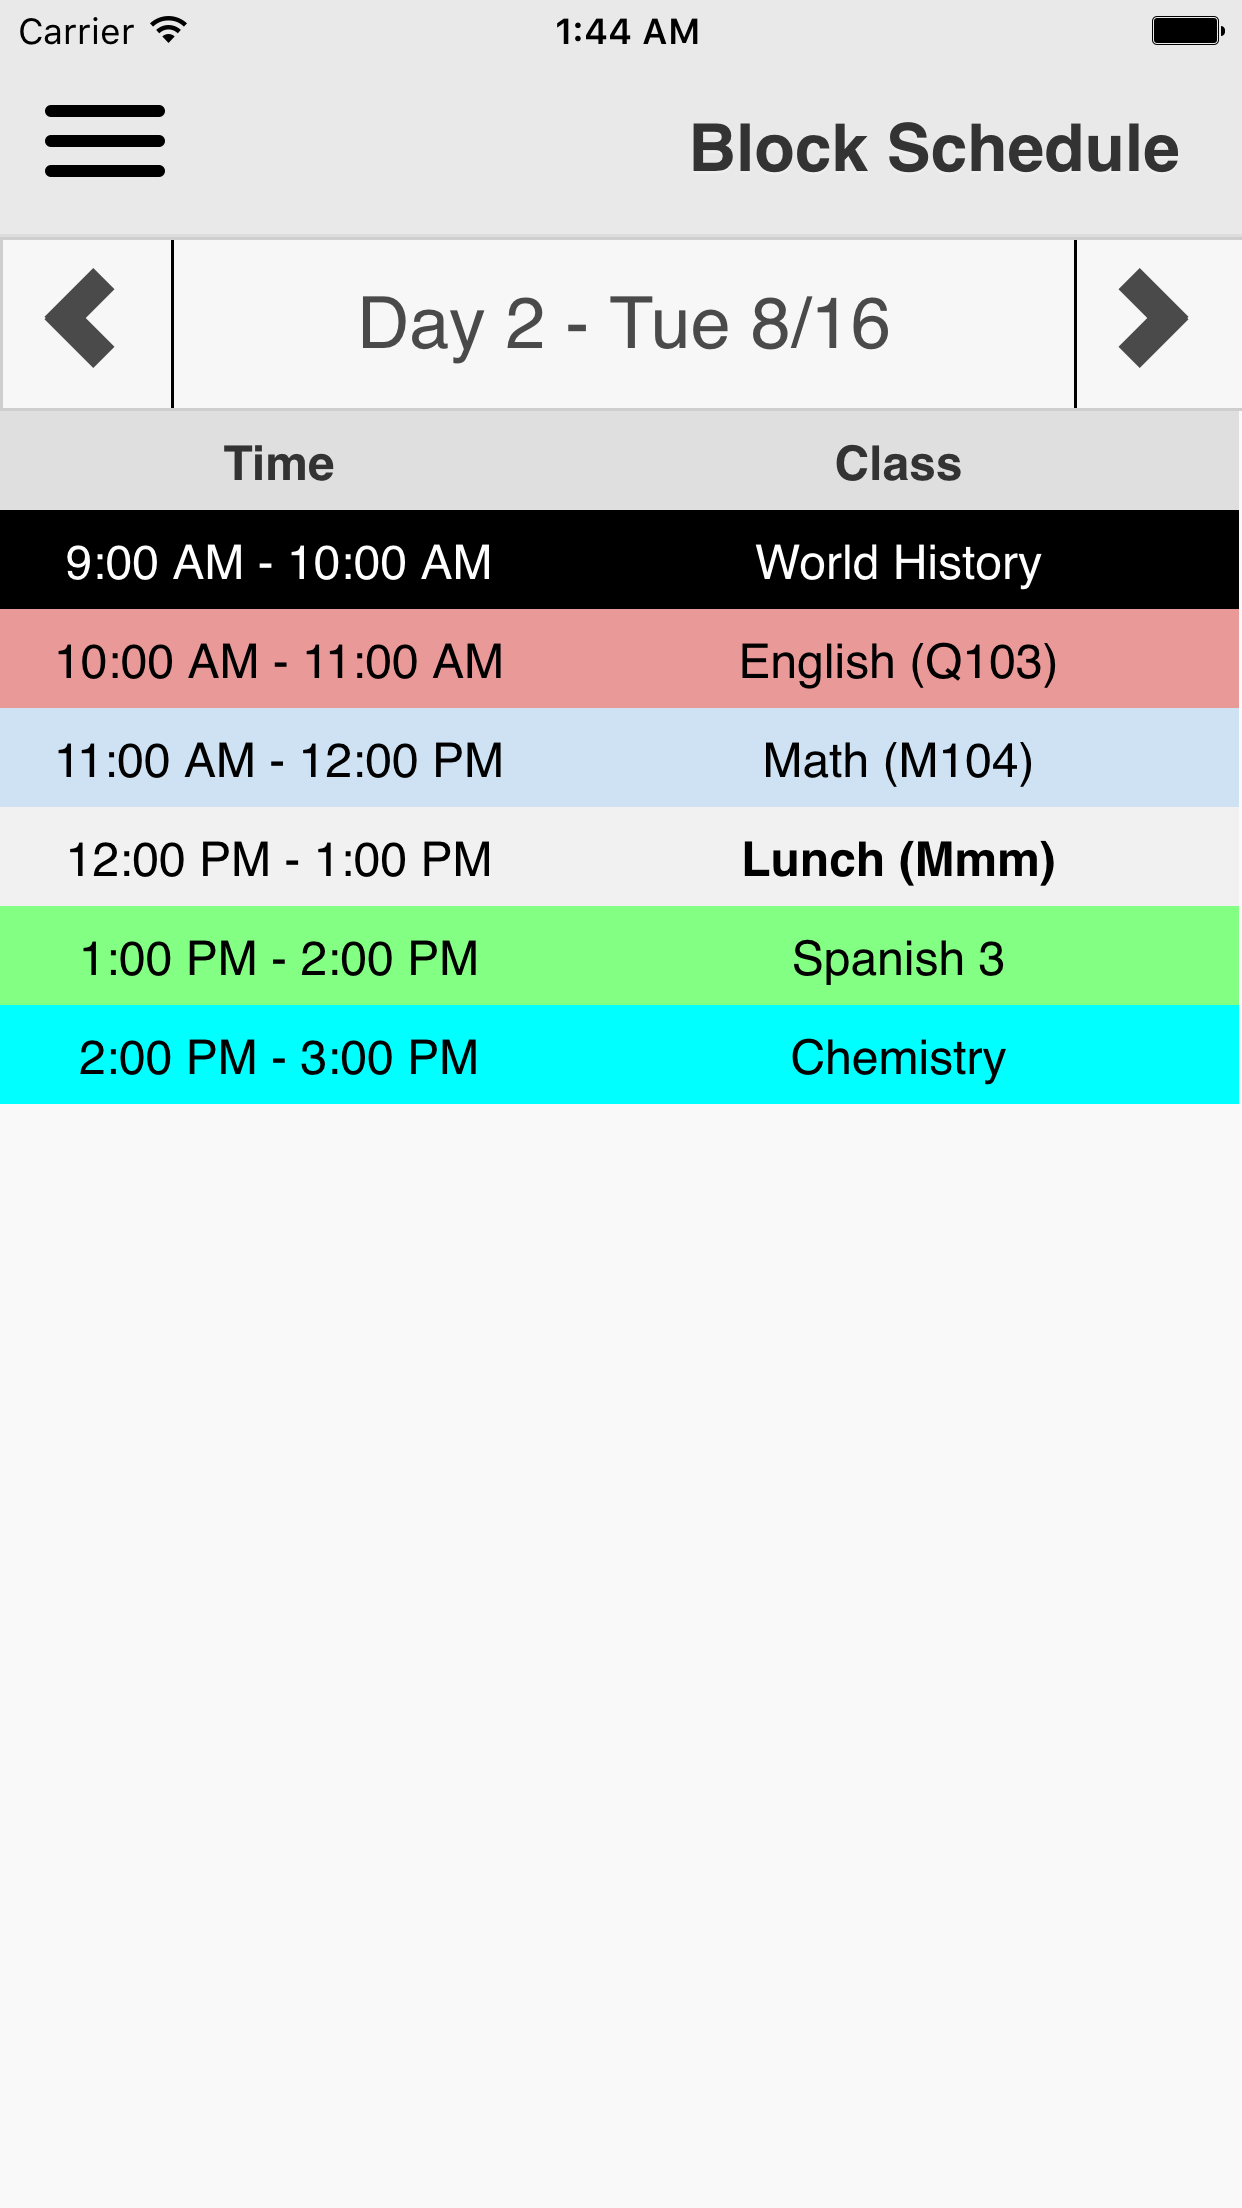 Carrier 1:44 AM
Block Schedule
Day 2 - Tue 8/16
Time Class
9:00 AM - 10:00 AM World History
10:00 AM - 11:00 AM English (Q103)
11:00 AM - 12:00 PM Math (M104)
12:00 PM - 1:00 PM Lunch (Mmm)
1:00 PM - 2:00 PM Spanish 3
2:00 PM - 3:00 PM Chemistry